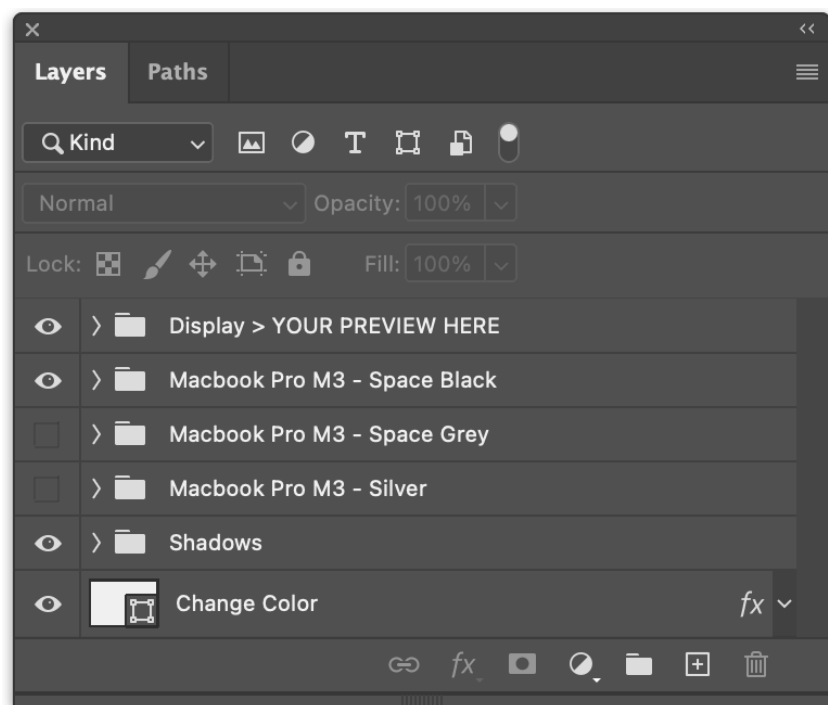 Layers Paths
Kind
Normal Opacity: 100%
Lock: Fill: 100%
Display > YOUR PREVIEW HERE
Macbook Pro M3 - Space Black
Macbook Pro M3 - Space Grey
Macbook Pro M3 - Silver
Shadows
Change Color fx
fx